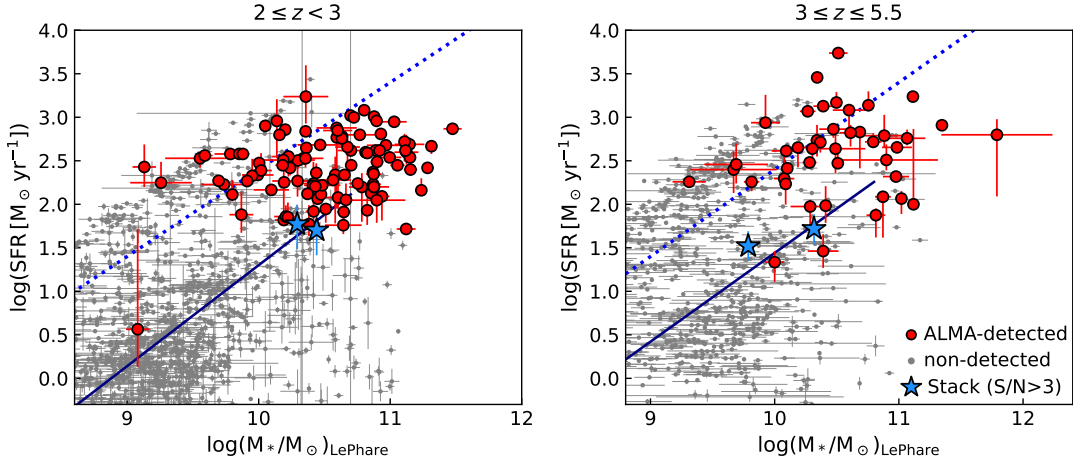 2 ≤ z < 3
3 ≤ z ≤ 5.5
log(SFR [M⊙ yr⁻¹])
4.0
3.5
3.0
2.5
2.0
1.5
1.0
0.5
0.0
9
10
11
12
log(M*/M⊙)LePhare
log(SFR [M⊙ yr⁻¹])
4.0
3.5
3.0
2.5
2.0
1.5
1.0
0.5
0.0
9
10
11
12
log(M*/M⊙)LePhare
ALMA-detected
non-detected
Stack (S/N>3)